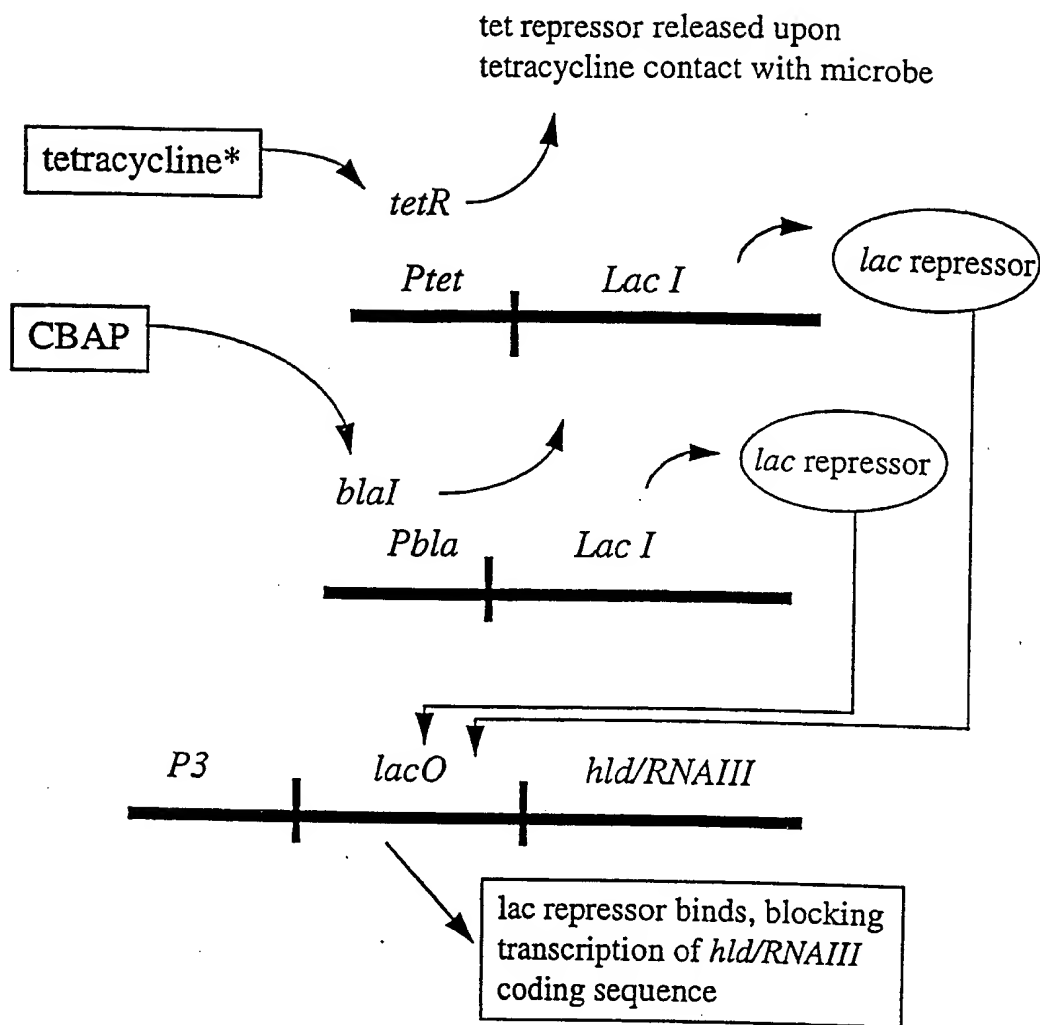 tet repressor released upon
tetracycline contact with microbe
tetracycline*
tetR
lac repressor
Ptet Lac I
CBAP
lac repressor
blaI
Pbla Lac I
P3 lacO hld/RNAIII
lac repressor binds, blocking
transcription of hld/RNAIII
coding sequence